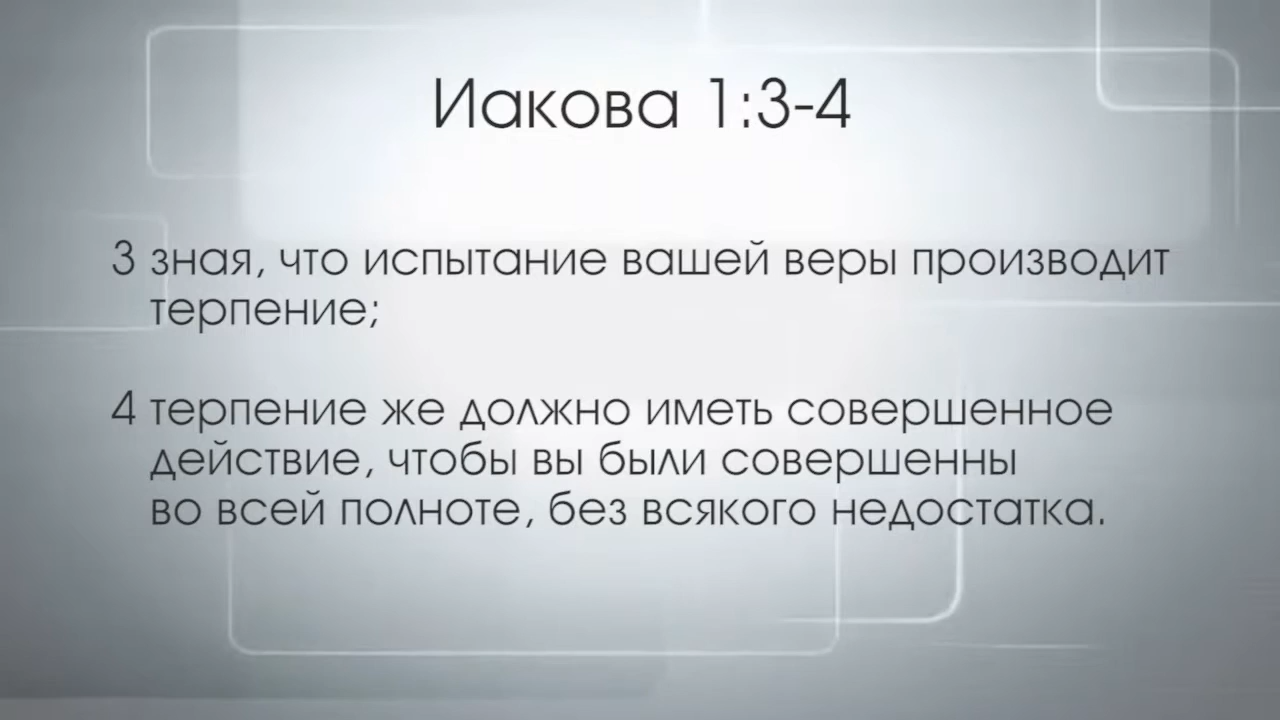 Иакова 1:3-4
3 зная, что испытание вашей веры производит
терпение;
4 терпение же должно иметь совершенное
действие, чтобы вы были совершенны
во всей полноте, без всякого недостатка.